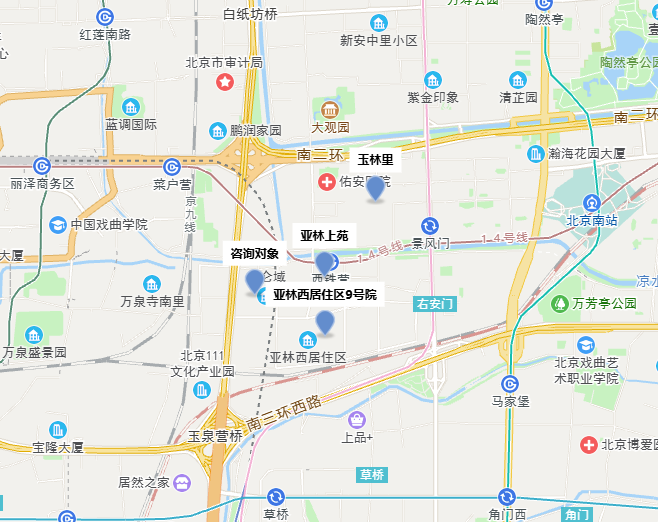 万寿公园
白纸坊桥
陶然亭
红莲南路
新安中里小区
心
北京市审计局
陶然亭公园
紫金印象
清芷园
蓝调国际
鹏润家园
大观园
南二环
南二环
玉林里
瀚海花园大厦
丽泽商务区
菜户营
佑安医院
京九线
北京南站
中国戏曲学院
亚林上苑
景风门
14号线
14号线
咨询对象
大厦
仑域
西铁营
凉水
万泉寺南里
亚林西居住区9号院
右安门
万芳亭公园
万泉盛景园
亚林西居住区
北京111
文化产业园
北京戏曲艺
术职业学院
马家堡
南三环西路
玉泉营桥
上品+
宝隆大厦
北京博爱医
居然之家
草桥
草桥
角门西
角门